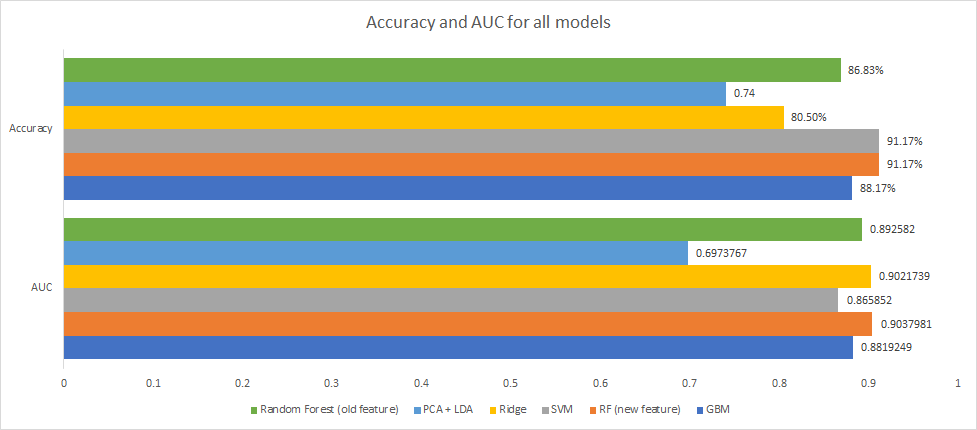 Accuracy and AUC for all models
Accuracy
86.83%
0.74
80.50%
91.17%
91.17%
88.17%
AUC
0.892582
0.6973767
0.9021739
0.865852
0.9037981
0.8819249
0 0.1 0.2 0.3 0.4 0.5 0.6 0.7 0.8 0.9 1
Random Forest (old feature) PCA + LDA Ridge SVM RF (new feature) GBM